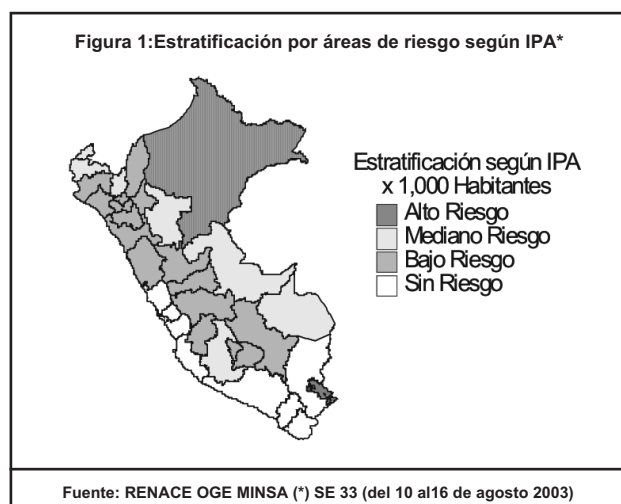 Figura 1:Estratificación por áreas de riesgo según IPA*
Estratificación según IPA
x 1,000 Habitantes
Alto Riesgo
Mediano Riesgo
Bajo Riesgo
Sin Riesgo
Fuente: RENACE OGE MINSA (*) SE 33 (del 10 al16 de agosto 2003)